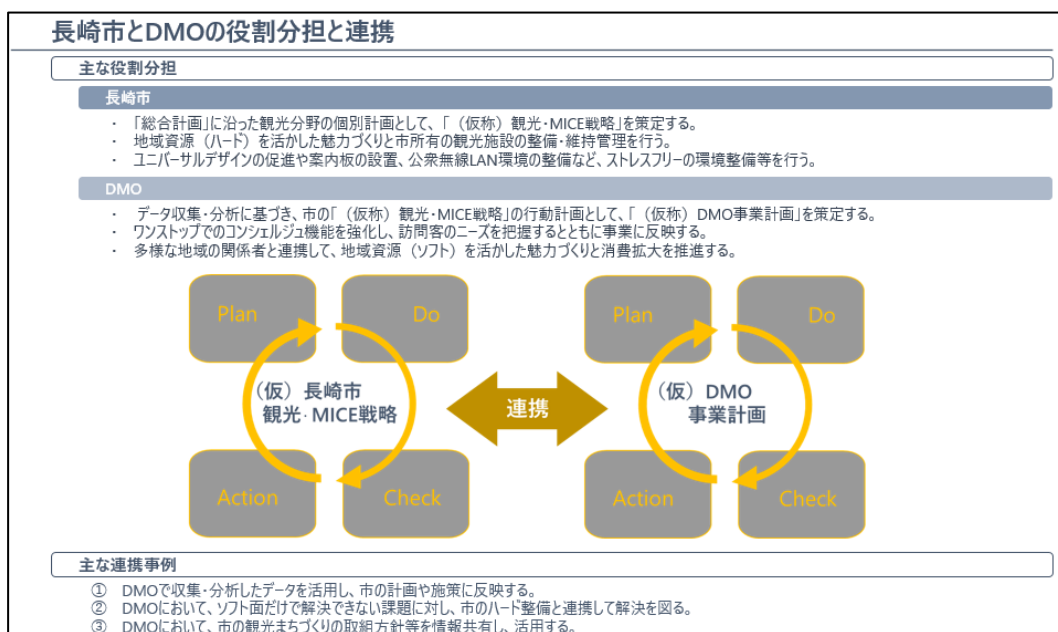 長崎市とDMOの役割分担と連携
主な役割分担
長崎市
・ 「総合計画」に沿った観光分野の個別計画として、「（仮称）観光・MICE戦略」を策定する。
・ 地域資源（ハード）を活かした魅力づくりと市所有の観光施設の整備・維持管理を行う。
・ ユニバーサルデザインの促進や案内板の設置、公衆無線LAN環境の整備など、ストレスフリーの環境整備等を行う。
DMO
・ データ収集・分析に基づき、市の「（仮称）観光・MICE戦略」の行動計画として、「（仮称）DMO事業計画」を策定する。
・ ワンストップでのコンシェルジュ機能を強化し、訪問客のニーズを把握するとともに事業に反映する。
・ 多様な地域の関係者と連携して、地域資源（ソフト）を活かした魅力づくりと消費拡大を推進する。
Plan
Do
（仮）長崎市
観光・MICE戦略
Action
Check
連携
Plan
Do
（仮）DMO
事業計画
Action
Check
主な連携事例
① DMOで収集・分析したデータを活用し、市の計画や施策に反映する。
② DMOにおいて、ソフト面だけで解決できない課題に対し、市のハード整備と連携して解決を図る。
③ DMOにおいて、市の観光まちづくりの取組方針等を情報共有し、活用する。